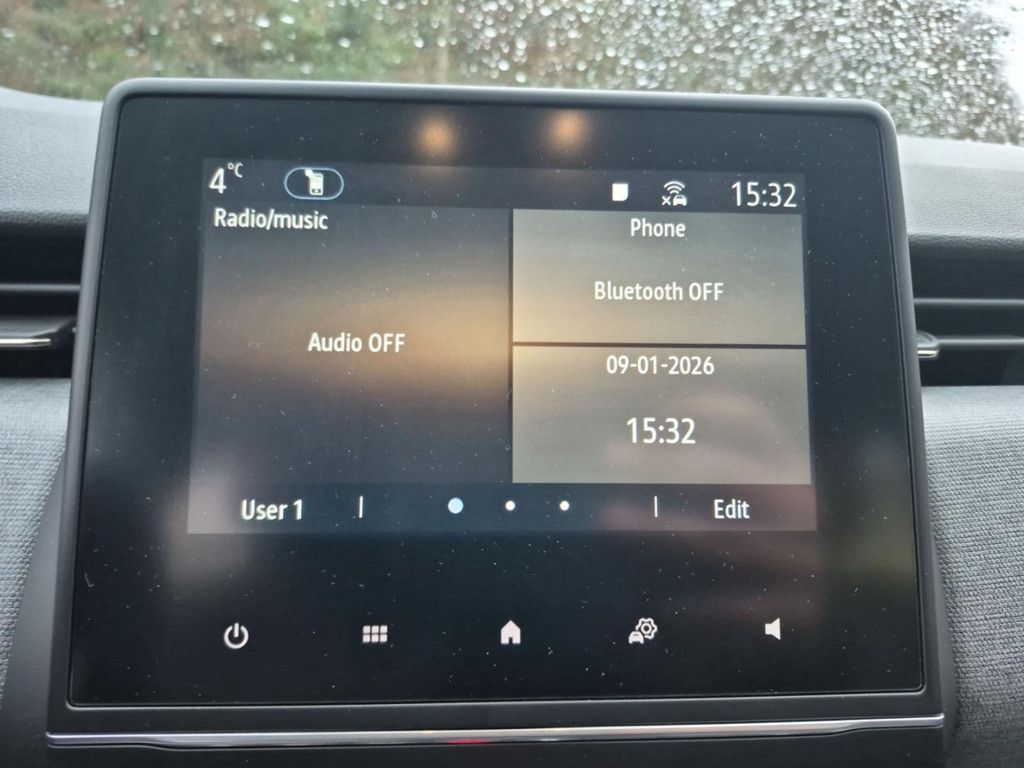 4°C
15:32
Radio/music
Phone
Bluetooth OFF
Audio OFF
09-01-2026
15:32
User 1
Edit